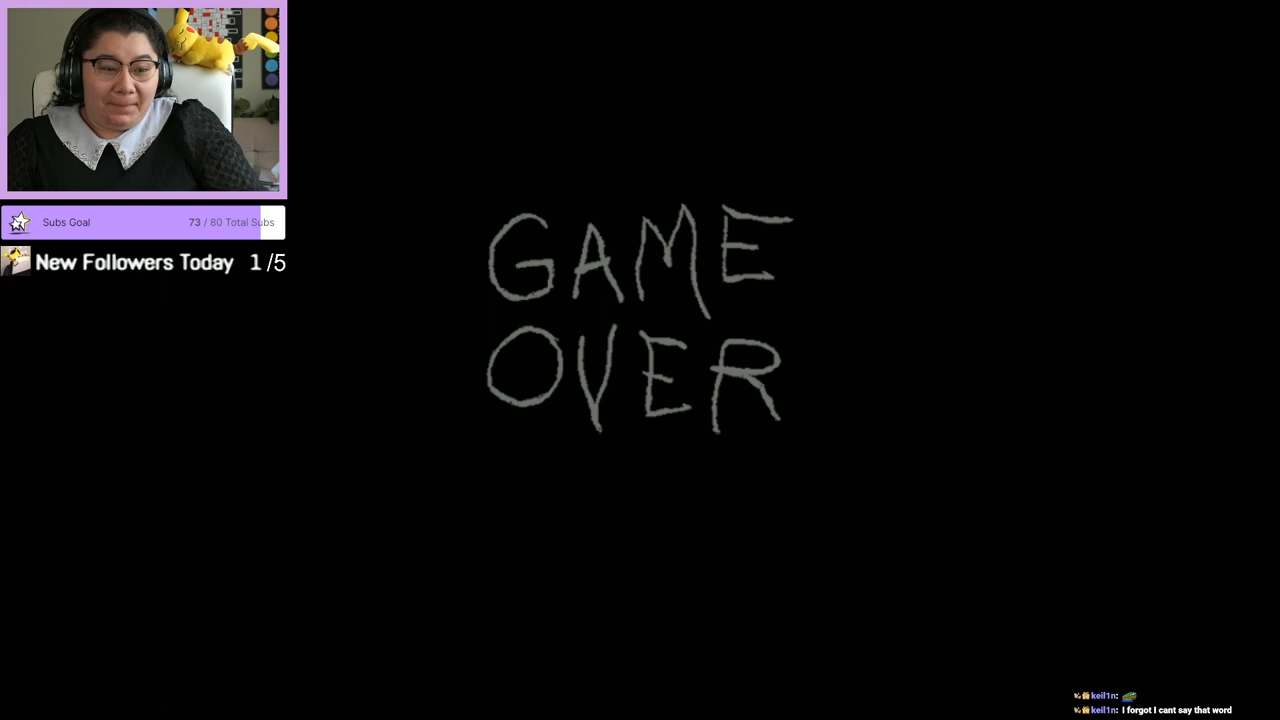 Subs Goal 73 / 80 Total Subs
New Followers Today 1 /5
GAME
OVER
keil1n:
keil1n: I forgot I cant say that word